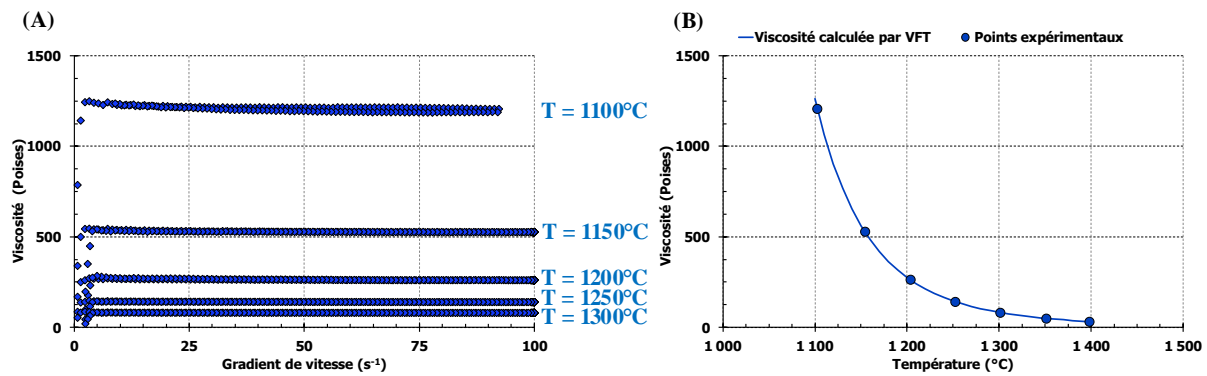 (A)
1500
1000
500
0
Viscosité (Poises)
0 25 50 75 100
Gradient de vitesse (s⁻¹)
T = 1100°C
T = 1150°C
T = 1200°C
T = 1250°C
T = 1300°C
(B)
Viscosité calculée par VFT Points expérimentaux
1500
1000
500
0
Viscosité (Poises)
1 000 1 100 1 200 1 300 1 400 1 500
Température (°C)